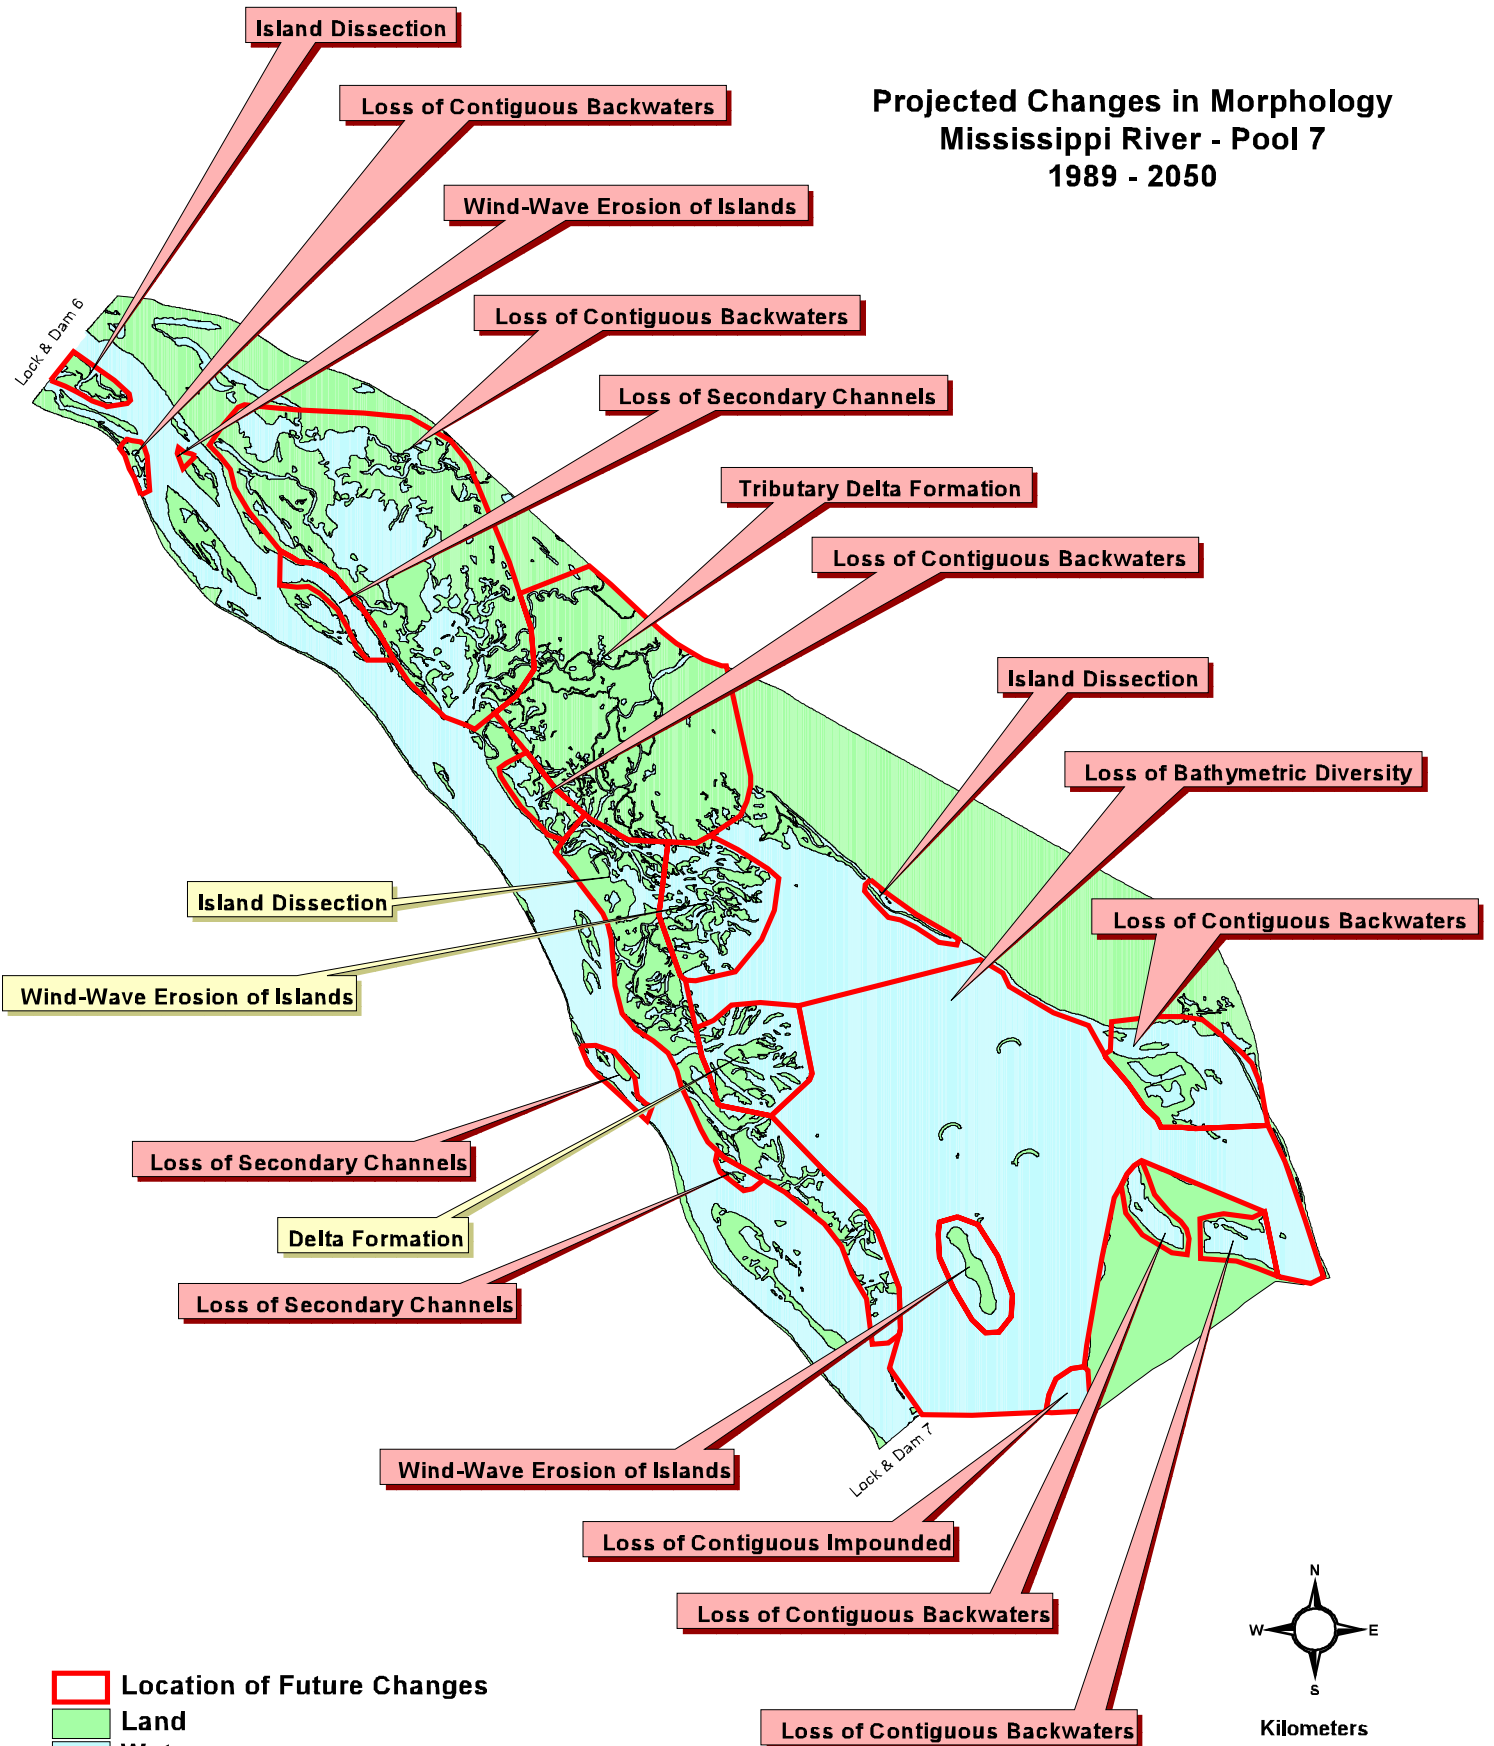 Island Dissection
Loss of Contiguous Backwaters
Projected Changes in Morphology
Mississippi River - Pool 7
1989 - 2050
Wind-Wave Erosion of Islands
Loss of Contiguous Backwaters
Lock & Dam 6
Loss of Secondary Channels
Tributary Delta Formation
Loss of Contiguous Backwaters
Island Dissection
Loss of Bathymetric Diversity
Island Dissection
Loss of Contiguous Backwaters
Wind-Wave Erosion of Islands
Loss of Secondary Channels
Delta Formation
Loss of Secondary Channels
Wind-Wave Erosion of Islands
Lock & Dam 7
Loss of Contiguous Impounded
Loss of Contiguous Backwaters
N
W E
S
Location of Future Changes
Land
Loss of Contiguous Backwaters
Kilometers